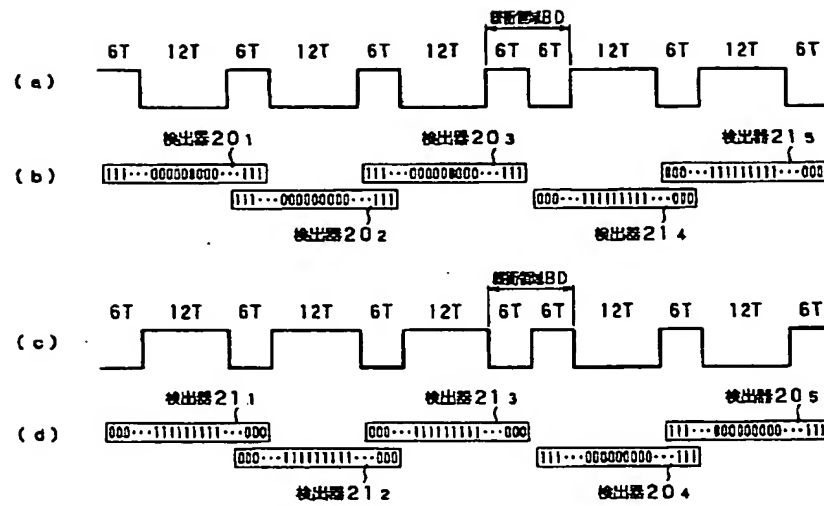 断断領域BD
6T 12T 6T 12T 6T 12T 6T 6T 12T 6T 12T 6T
(a)
検出器20 1 検出器20 3 検出器21 5
(b)
111···000000000···111 111···000000000···111 000···111111111···000
111···000000000···111 000···111111111···000
検出器20 2 検出器21 4
断断領域BD
6T 12T 6T 12T 6T 12T 6T 6T 12T 6T 12T 6T
(c)
検出器21 1 検出器21 3 検出器20 5
(d)
000···111111111···000 000···111111111···000 111···000000000···111
000···111111111···000 111···000000000···111
検出器21 2 検出器20 4